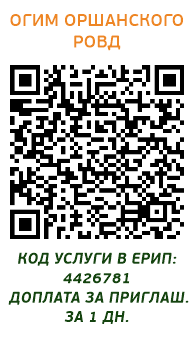 ОГИМ ОРШАНСКОГО
РОВД
КОД УСЛУГИ В ЕРИП:
4426781
ДОПЛАТА ЗА ПРИГЛАШ.
ЗА 1 ДН.